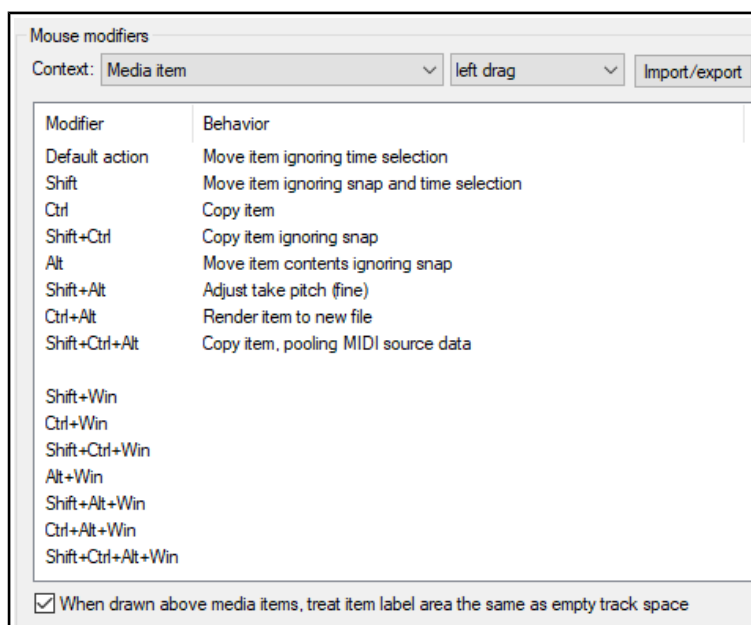 Mouse modifiers
Context: Media item left drag Import/export
Modifier Behavior
Default action Move item ignoring time selection
Shift Move item ignoring snap and time selection
Ctrl Copy item
Shift+Ctrl Copy item ignoring snap
Alt Move item contents ignoring snap
Shift+Alt Adjust take pitch (fine)
Ctrl+Alt Render item to new file
Shift+Ctrl+Alt Copy item, pooling MIDI source data
Shift+Win
Ctrl+Win
Shift+Ctrl+Win
Alt+Win
Shift+Alt+Win
Ctrl+Alt+Win
Shift+Ctrl+Alt+Win
When drawn above media items, treat item label area the same as empty track space